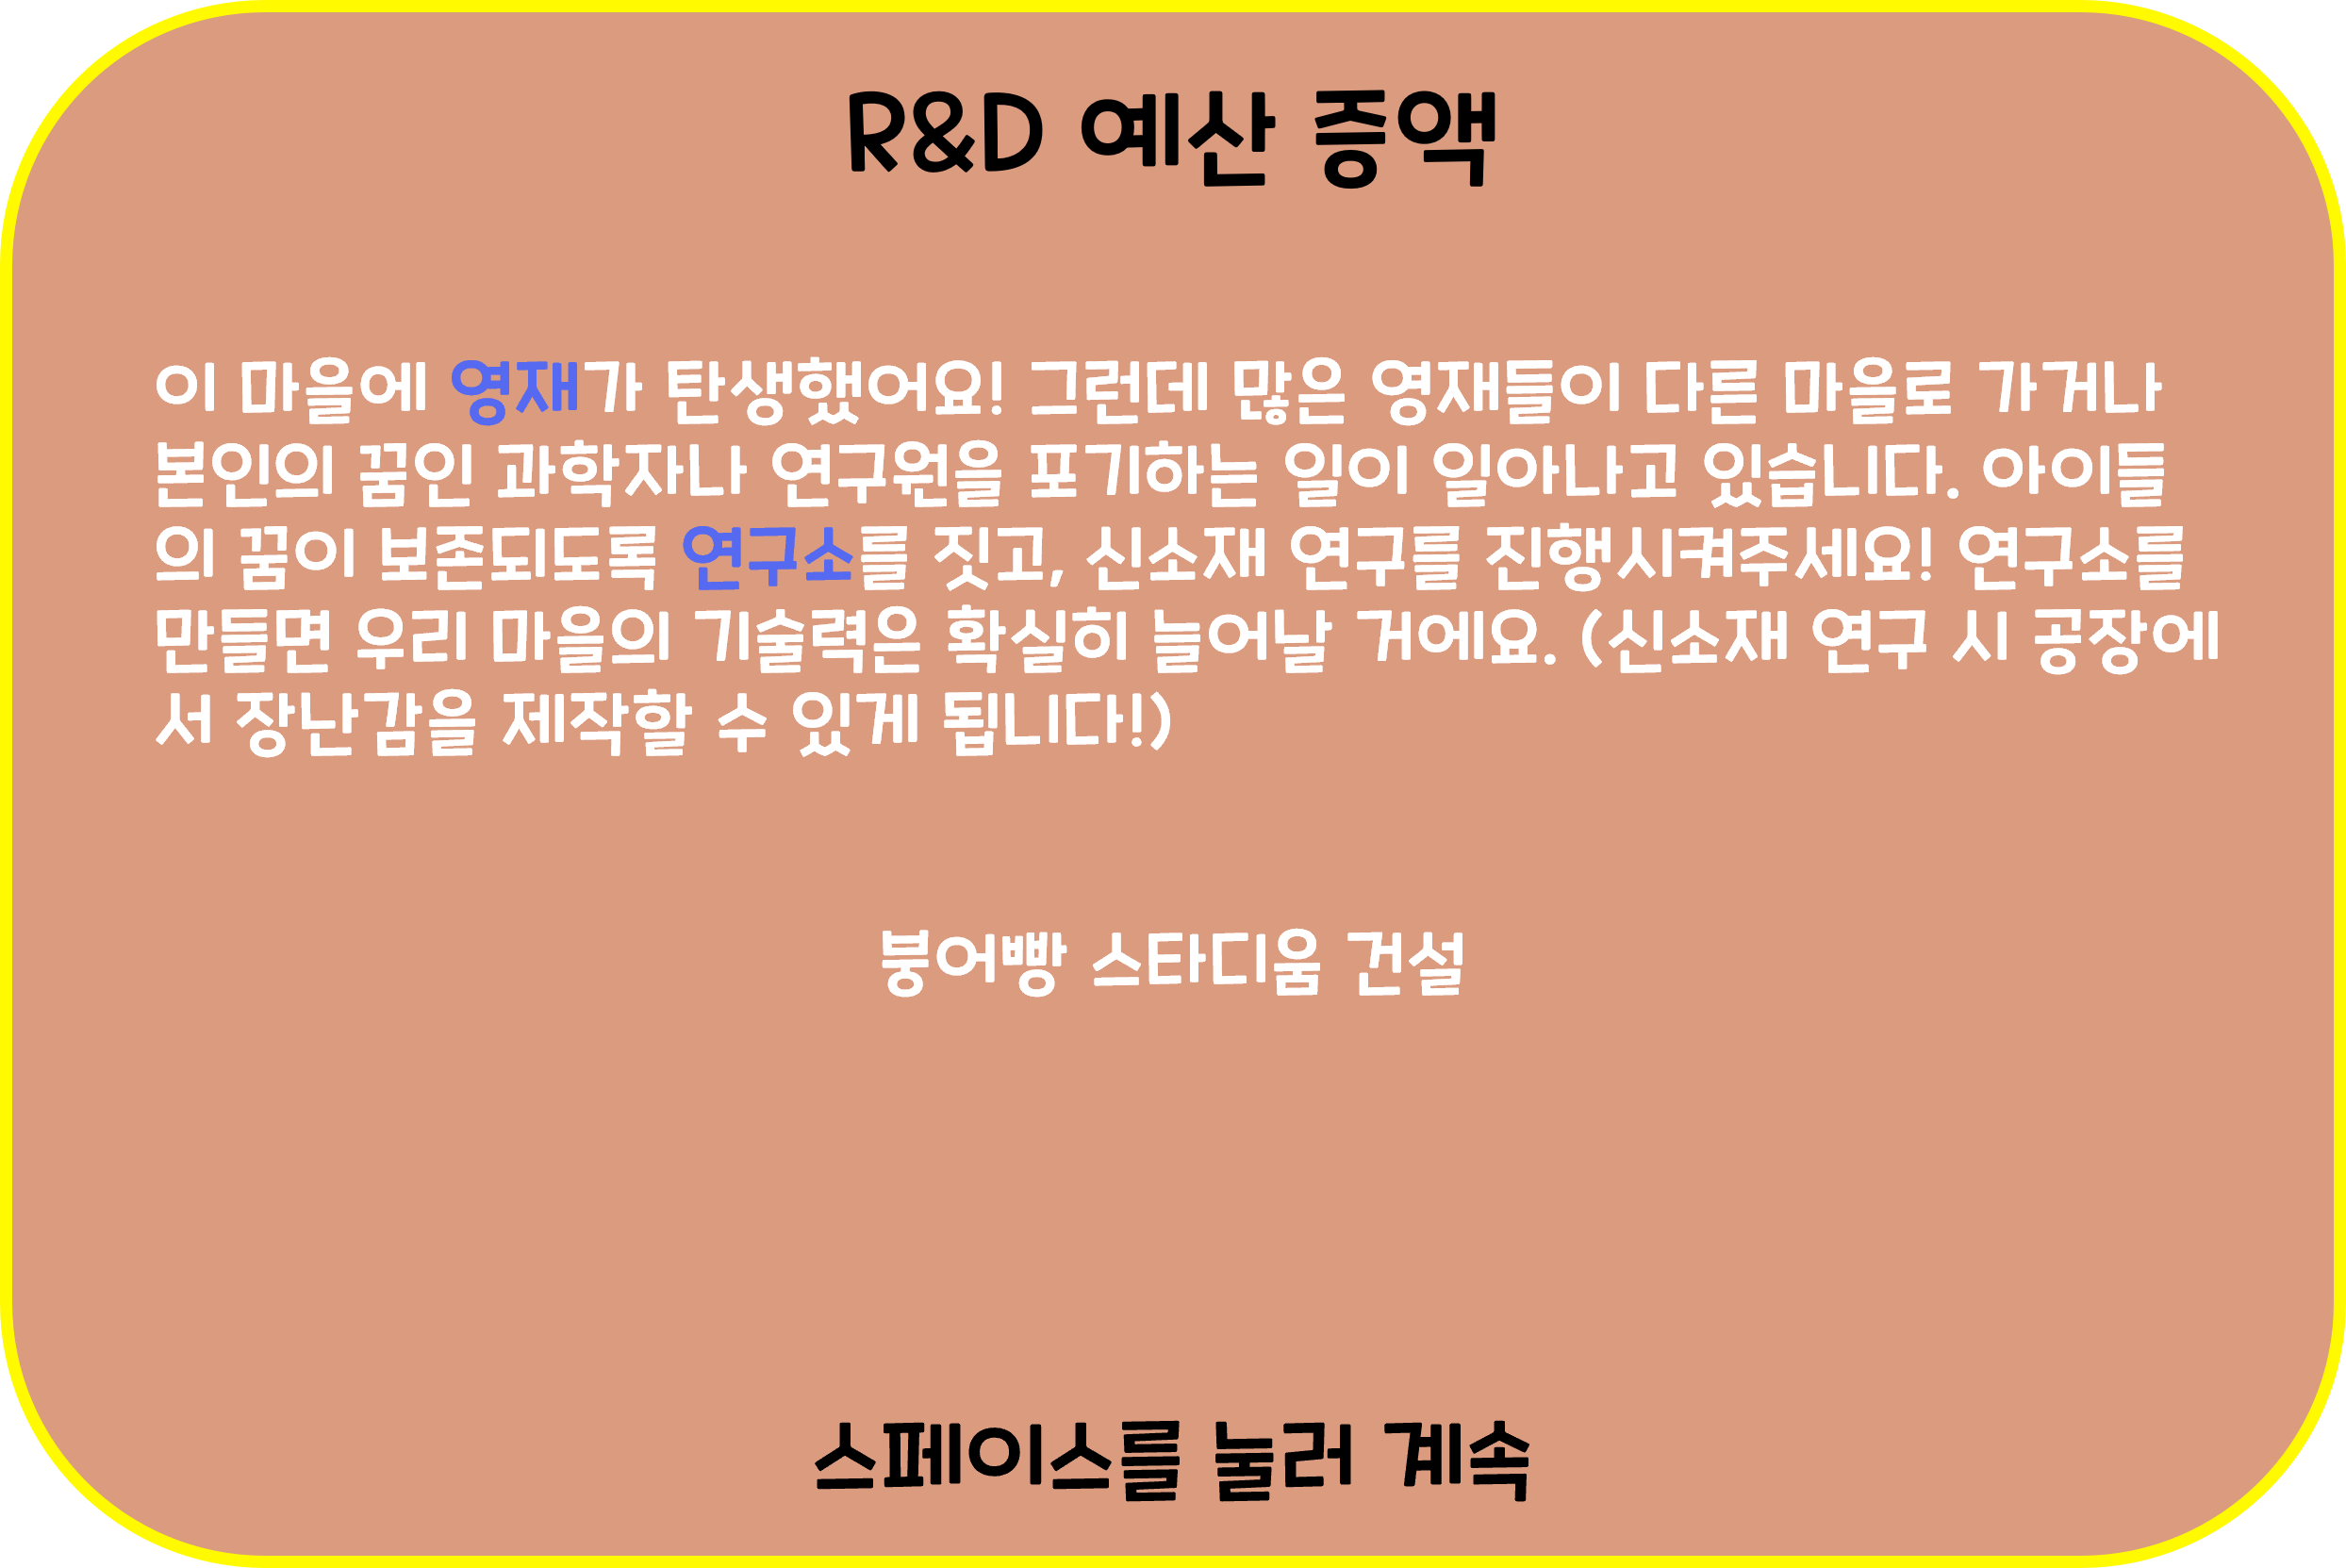 R&D 예산 증액
이 마을에 영재가 탄생했어요! 그런데 많은 영재들이 다른 마을로 가거나
본인의 꿈인 과학자나 연구원을 포기하는 일이 일아나고 있습니다. 아이들
의 꿈이 보존되도록 연구소를 짓고, 신소재 연구를 진행시켜주세요! 연구소를
만들면 우리 마을의 기술력은 확실히 늘어날 거에요. (신소재 연구 시 공장에
서 장난감을 제작할 수 있게 됩니다!)
붕어빵 스타디움 건설
스페이스를 눌러 계속